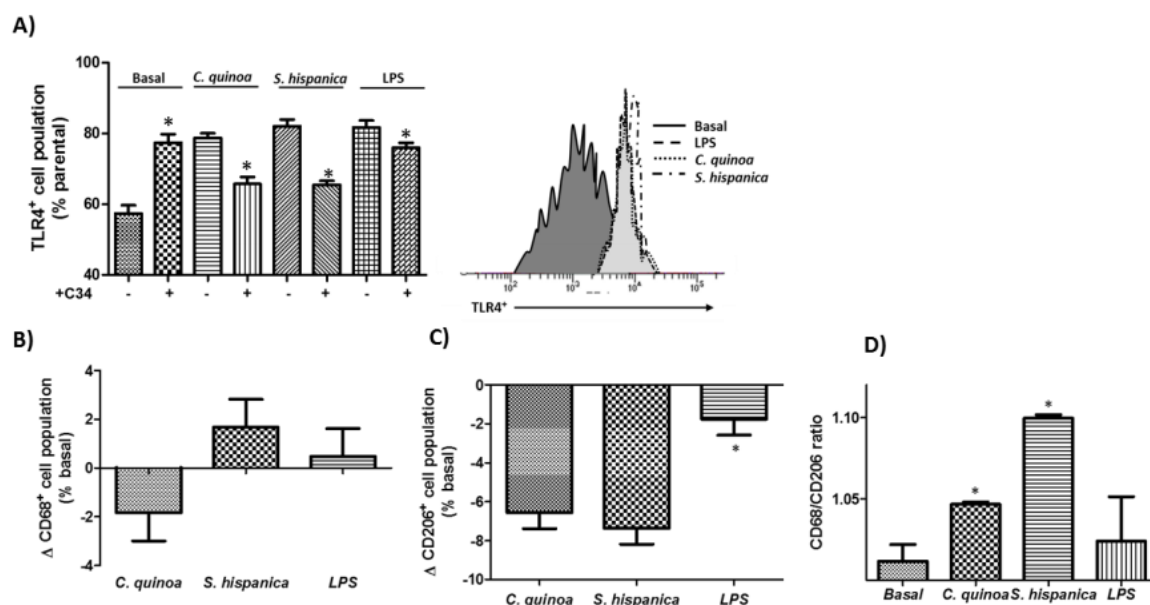 A)
100
80
60
40
TLR4⁺ cell poulation
(% parental)
Basal
C. quinoa
S. hispanica
LPS
*
*
*
*
+C34 - + - + - + - +
Basal
LPS
C. quinoa
S. hispanica
10² 10³ 10⁴ 10⁵
TLR4⁺
B)
4
2
0
-2
-4
Δ CD68⁺ cell population
(% basal)
C. quinoa S. hispanica LPS
C)
0
-2
-4
-6
-8
-10
Δ CD206⁺ cell population
(% basal)
*
C. quinoa S. hispanica LPS
D)
1.10
1.05
CD68/CD206 ratio
*
*
Basal C. quinoa S. hispanica LPS